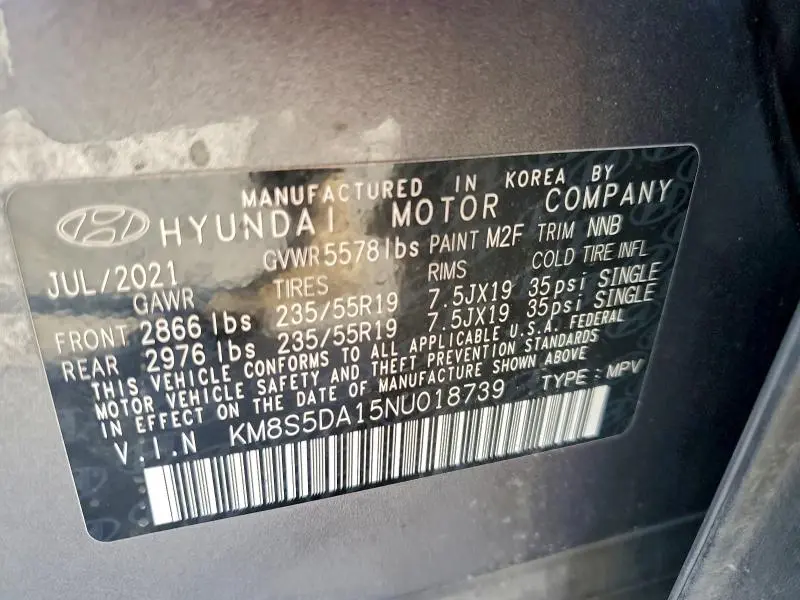 MANUFACTURED IN KOREA BY
HYUNDAI MOTOR COMPANY
JUL/2021 GVWR5578lbs PAINT M2F TRIM NNB
GAWR TIRES RIMS COLD TIRE INFL
FRONT 2866 lbs 235/55R19 7.5JX19 35psi SINGLE
REAR 2976 lbs 235/55R19 7.5JX19 35psi SINGLE
THIS VEHICLE CONFORMS TO ALL APPLICABLE U.S.A. FEDERAL
MOTOR VEHICLE SAFETY AND THEFT PREVENTION STANDARDS
IN EFFECT ON THE DATE OF MANUFACTURE SHOWN ABOVE
V.I.N KM8S5DA15NU018739 TYPE : MPV